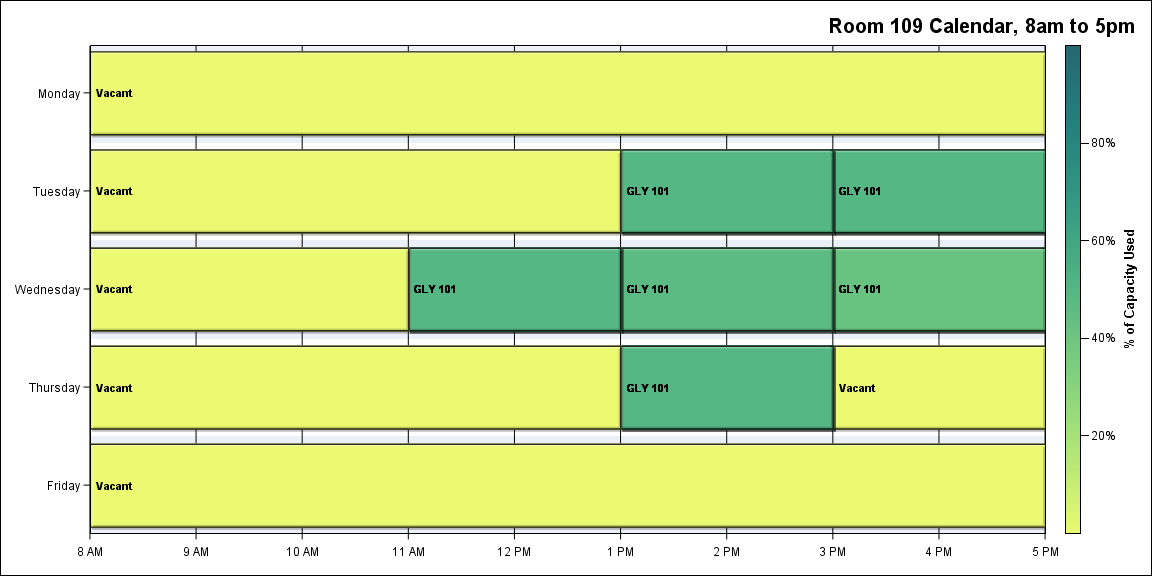 Room 109 Calendar, 8am to 5pm
Monday
Vacant
Tuesday
Vacant
GLY 101
GLY 101
Wednesday
Vacant
GLY 101
GLY 101
GLY 101
Thursday
Vacant
GLY 101
Vacant
Friday
Vacant
8 AM
9 AM
10 AM
11 AM
12 PM
1 PM
2 PM
3 PM
4 PM
5 PM
80%
60%
40%
20%
% of Capacity Used